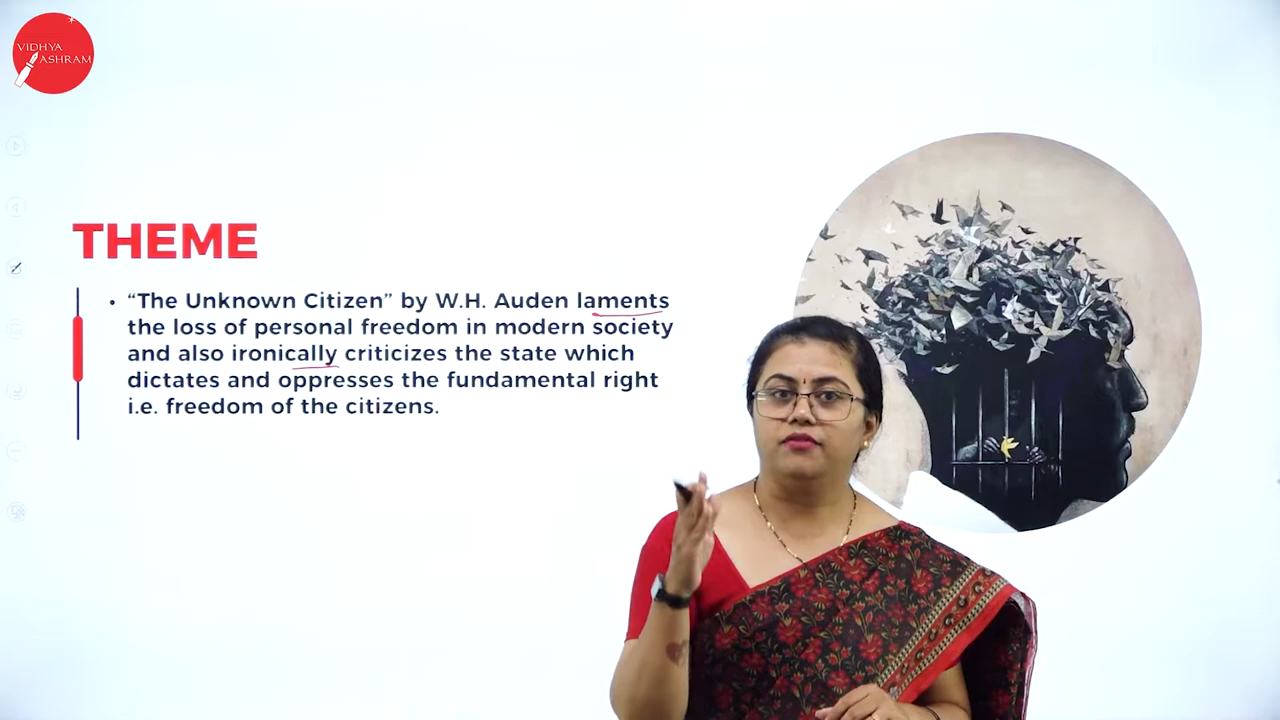 VIDHYA
ASHRAM
THEME
• “The Unknown Citizen” by W.H. Auden laments
the loss of personal freedom in modern society
and also ironically criticizes the state which
dictates and oppresses the fundamental right
i.e. freedom of the citizens.